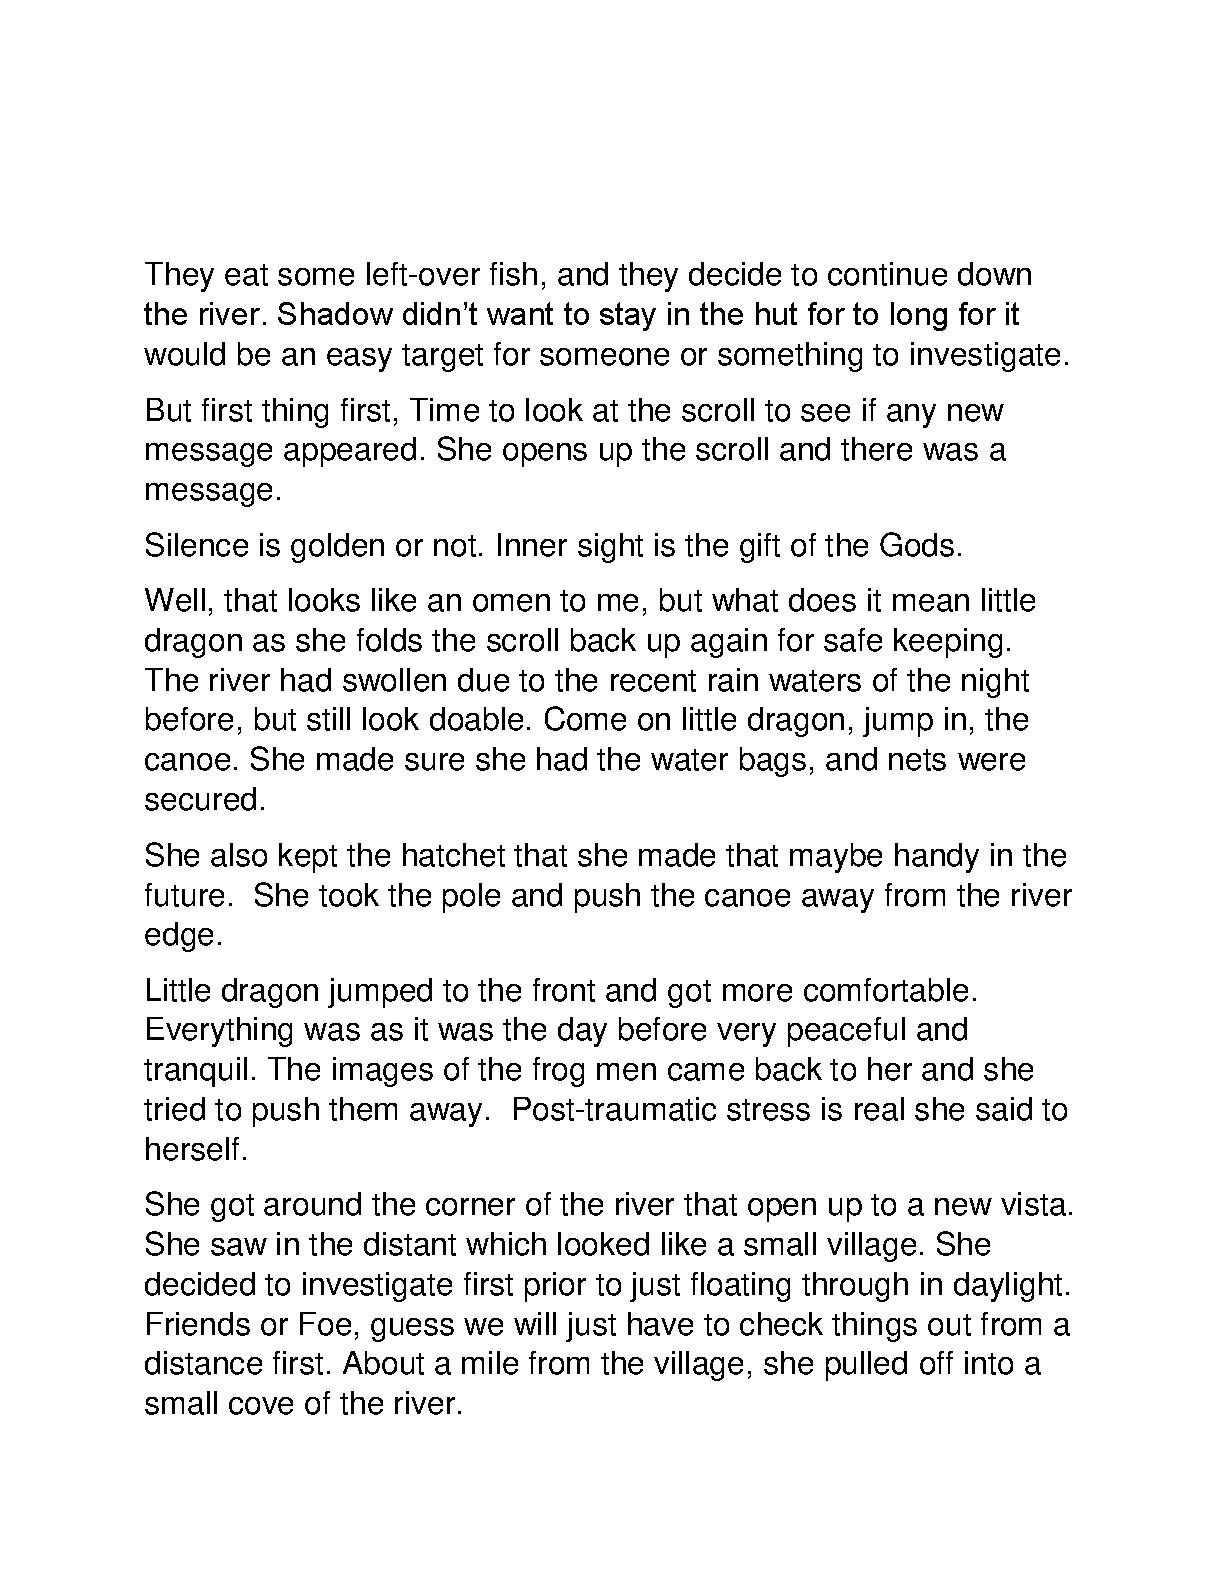 They eat some left-over fish, and they decide to continue down
the river. Shadow didn’t want to stay in the hut for to long for it
would be an easy target for someone or something to investigate.
But first thing first, Time to look at the scroll to see if any new
message appeared. She opens up the scroll and there was a
message.
Silence is golden or not. Inner sight is the gift of the Gods.
Well, that looks like an omen to me, but what does it mean little
dragon as she folds the scroll back up again for safe keeping.
The river had swollen due to the recent rain waters of the night
before, but still look doable. Come on little dragon, jump in, the
canoe. She made sure she had the water bags, and nets were
secured.
She also kept the hatchet that she made that maybe handy in the
future.  She took the pole and push the canoe away from the river
edge.
Little dragon jumped to the front and got more comfortable.
Everything was as it was the day before very peaceful and
tranquil. The images of the frog men came back to her and she
tried to push them away.  Post-traumatic stress is real she said to
herself.
She got around the corner of the river that open up to a new vista.
She saw in the distant which looked like a small village. She
decided to investigate first prior to just floating through in daylight.
Friends or Foe, guess we will just have to check things out from a
distance first. About a mile from the village, she pulled off into a
small cove of the river.